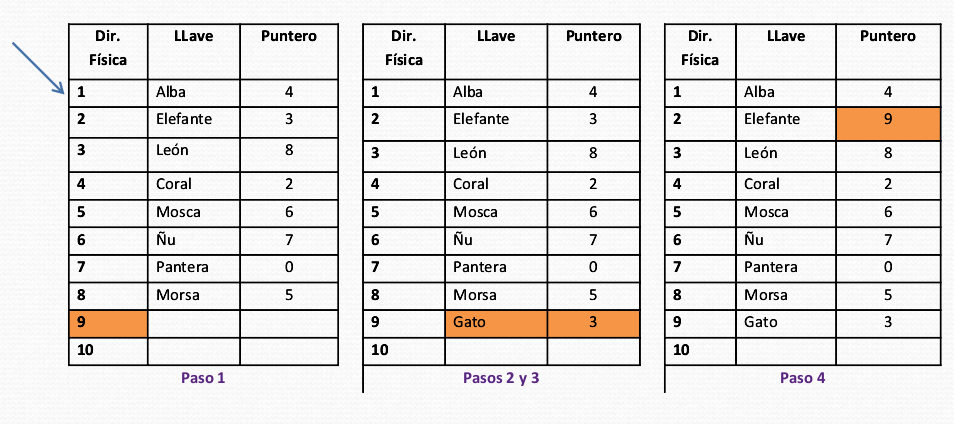 Dir. Física LLave Puntero
1 Alba 4
2 Elefante 3
3 León 8
4 Coral 2
5 Mosca 6
6 Ñu 7
7 Pantera 0
8 Morsa 5
9
10
Paso 1
Dir. Física LLave Puntero
1 Alba 4
2 Elefante 3
3 León 8
4 Coral 2
5 Mosca 6
6 Ñu 7
7 Pantera 0
8 Morsa 5
9 Gato 3
10
Pasos 2 y 3
Dir. Física LLave Puntero
1 Alba 4
2 Elefante 9
3 León 8
4 Coral 2
5 Mosca 6
6 Ñu 7
7 Pantera 0
8 Morsa 5
9 Gato 3
10
Paso 4